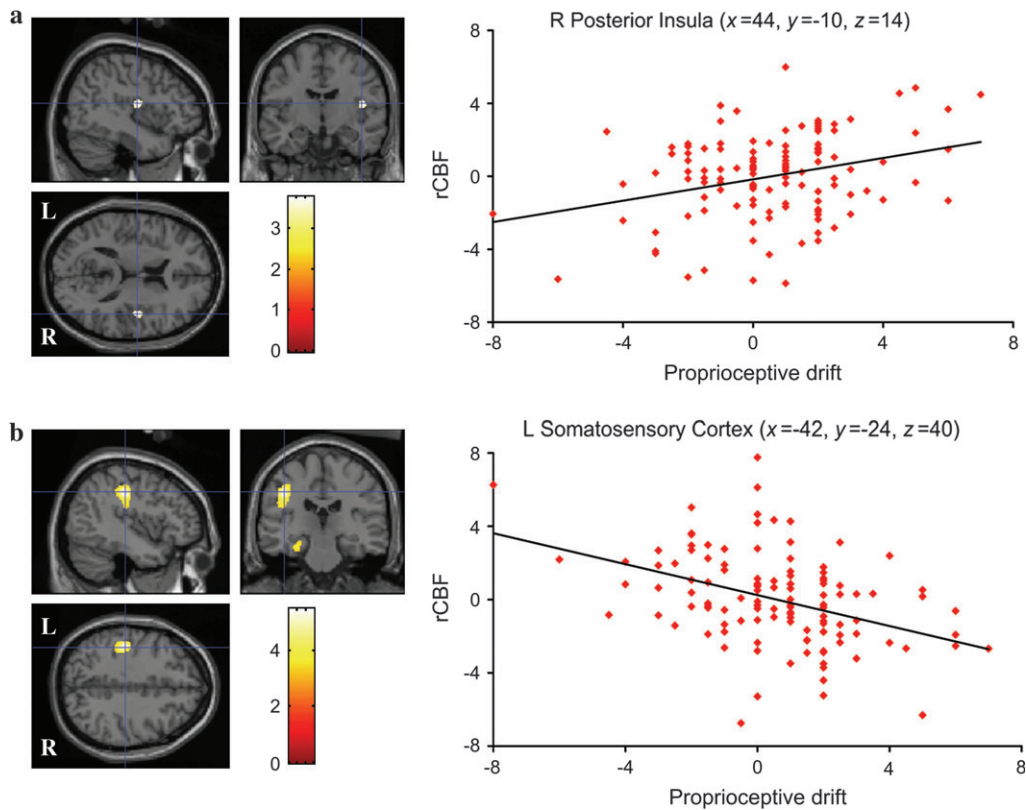 a
L
R
3
2
1
0
R Posterior Insula (x=44, y=-10, z=14)
8
4
0
-4
-8
rCBF
-8
-4
0
4
8
Proprioceptive drift
b
L
R
4
2
0
L Somatosensory Cortex (x=-42, y=-24, z=40)
8
4
0
-4
-8
rCBF
-8
-4
0
4
8
Proprioceptive drift